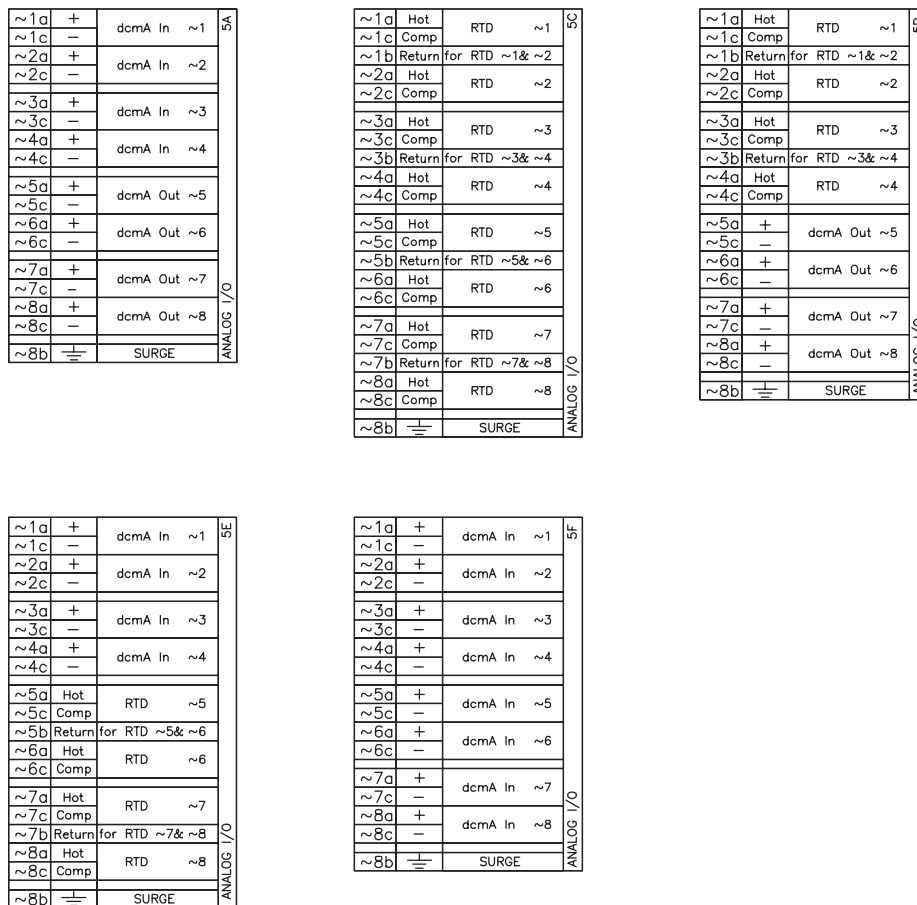 ~1a + dcmA In ~1 5A
~1c −
~2a + dcmA In ~2
~2c −
~3a + dcmA In ~3
~3c −
~4a + dcmA In ~4
~4c −
~5a + dcmA Out ~5
~5c −
~6a + dcmA Out ~6
~6c −
~7a + dcmA Out ~7
~7c −
~8a + dcmA Out ~8
~8c −
~8b SURGE
ANALOG I/O
~1a Hot RTD ~1 5C
~1c Comp
~1b Return for RTD ~1& ~2
~2a Hot RTD ~2
~2c Comp
~3a Hot RTD ~3
~3c Comp
~3b Return for RTD ~3& ~4
~4a Hot RTD ~4
~4c Comp
~5a Hot RTD ~5
~5c Comp
~5b Return for RTD ~5& ~6
~6a Hot RTD ~6
~6c Comp
~7a Hot RTD ~7
~7c Comp
~7b Return for RTD ~7& ~8
~8a Hot RTD ~8
~8c Comp
~8b SURGE
ANALOG I/O
~1a Hot RTD ~1
~1c Comp
~1b Return for RTD ~1& ~2
~2a Hot RTD ~2
~2c Comp
~3a Hot RTD ~3
~3c Comp
~3b Return for RTD ~3& ~4
~4a Hot RTD ~4
~4c Comp
~5a + dcmA Out ~5
~5c −
~6a + dcmA Out ~6
~6c −
~7a + dcmA Out ~7
~7c −
~8a + dcmA Out ~8
~8c −
~8b SURGE
~1a + dcmA In ~1 5E
~1c −
~2a + dcmA In ~2
~2c −
~3a + dcmA In ~3
~3c −
~4a + dcmA In ~4
~4c −
~5a Hot RTD ~5
~5c Comp
~5b Return for RTD ~5& ~6
~6a Hot RTD ~6
~6c Comp
~7a Hot RTD ~7
~7c Comp
~7b Return for RTD ~7& ~8
~8a Hot RTD ~8
~8c Comp
~8b SURGE
ANALOG I/O
~1a + dcmA In ~1 5F
~1c −
~2a + dcmA In ~2
~2c −
~3a + dcmA In ~3
~3c −
~4a + dcmA In ~4
~4c −
~5a + dcmA In ~5
~5c −
~6a + dcmA In ~6
~6c −
~7a + dcmA In ~7
~7c −
~8a + dcmA In ~8
~8c −
~8b SURGE
ANALOG I/O